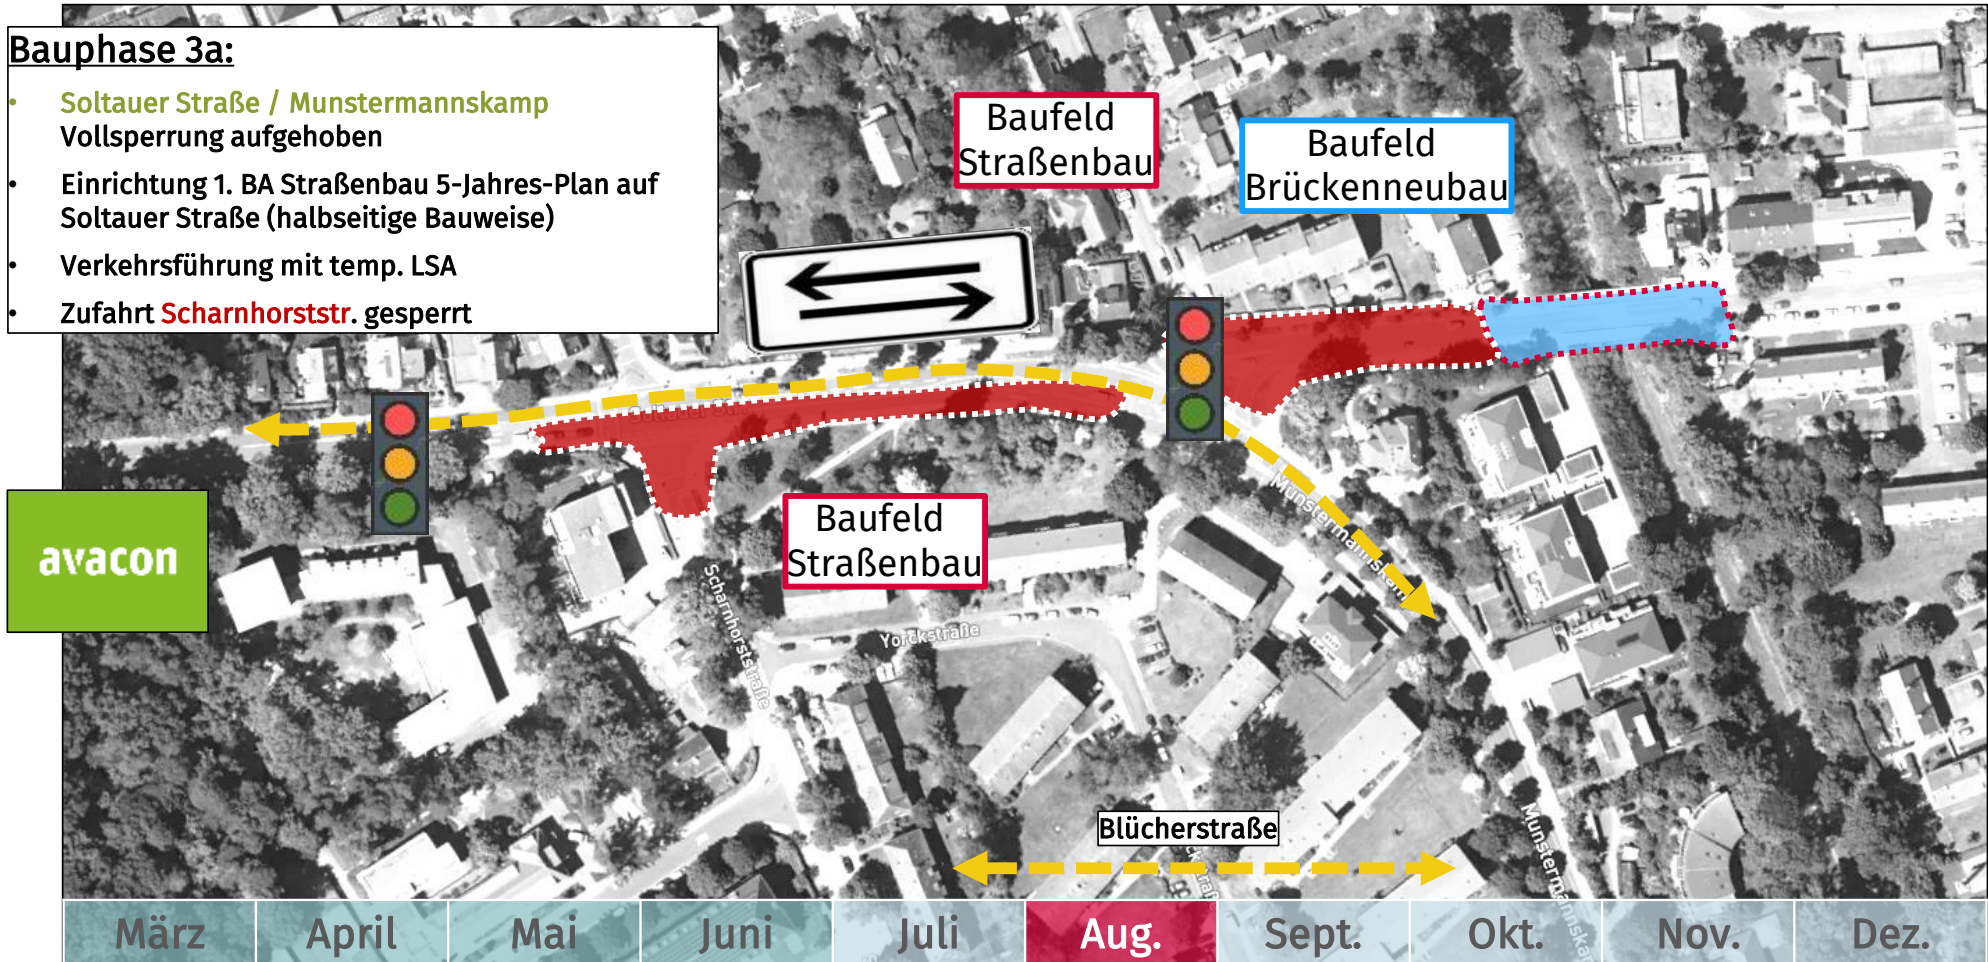 Bauphase 3a:
• Soltauer Straße / Munstermannskamp
Vollsperrung aufgehoben
• Einrichtung 1. BA Straßenbau 5-Jahres-Plan auf
Soltauer Straße (halbseitige Bauweise)
• Verkehrsführung mit temp. LSA
• Zufahrt Scharnhorststr. gesperrt
Baufeld
Straßenbau
Baufeld
Brückenneubau
Soltauer Str.
avacon
Baufeld
Straßenbau
Munstermannskamp
Scharnhorststraße
Yorckstraße
Blücherstraße
Munstermannskamp
März
April
Mai
Juni
Juli
Aug.
Sept.
Okt.
Nov.
Dez.